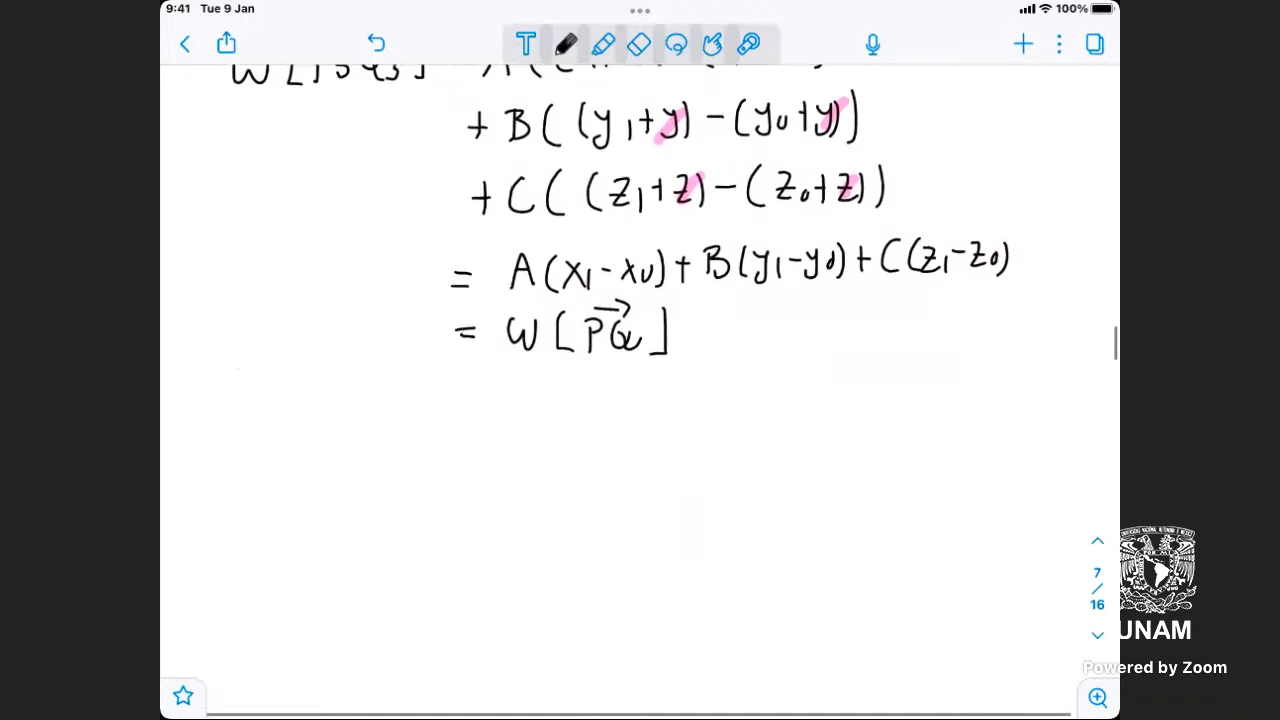 9:41 Tue 9 Jan 100%
+ B ( (y₁+y) − (y₀+y) )
+ C ( (z₁+z) − (z₀+z) )
= A(x₁−x₀) + B(y₁−y₀) + C(z₁−z₀)
= W [ \overrightarrow{PQ} ]
7
/
16
UNAM
Powered by Zoom